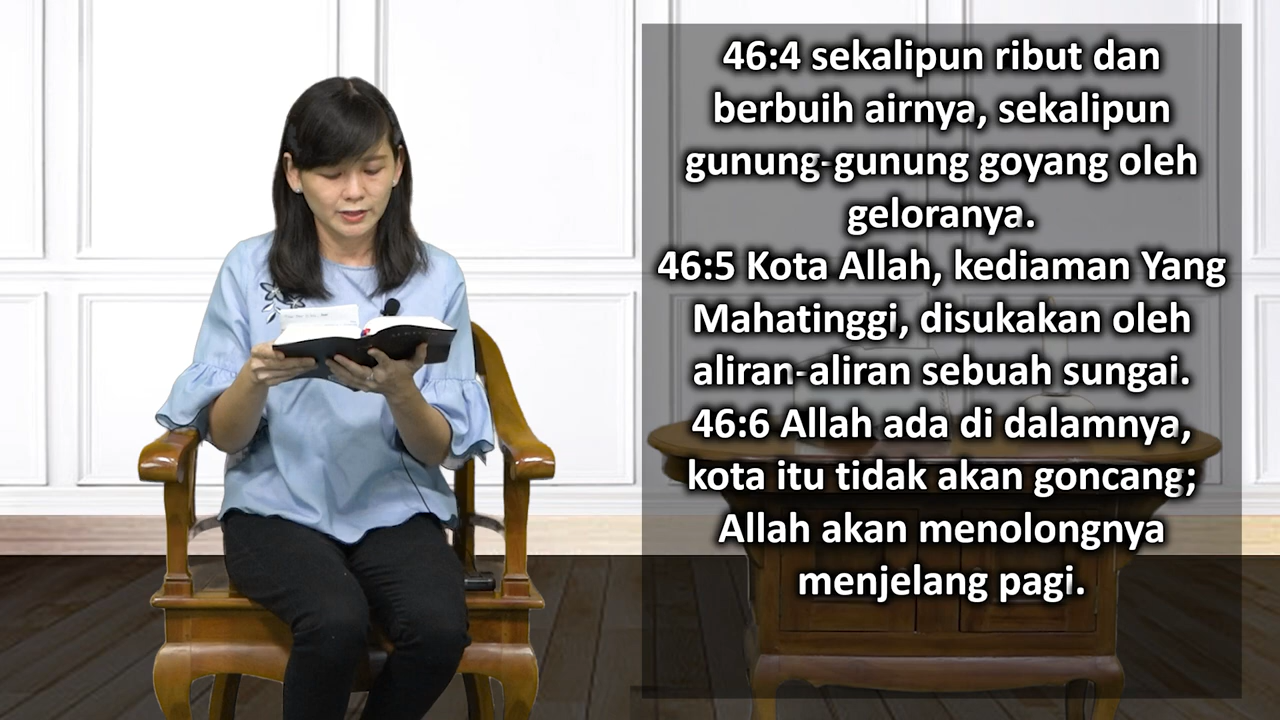 46:4 sekalipun ribut dan
berbuih airnya, sekalipun
gunung-gunung goyang oleh
geloranya.
46:5 Kota Allah, kediaman Yang
Mahatinggi, disukakan oleh
aliran-aliran sebuah sungai.
46:6 Allah ada di dalamnya,
kota itu tidak akan goncang;
Allah akan menolongnya
menjelang pagi.